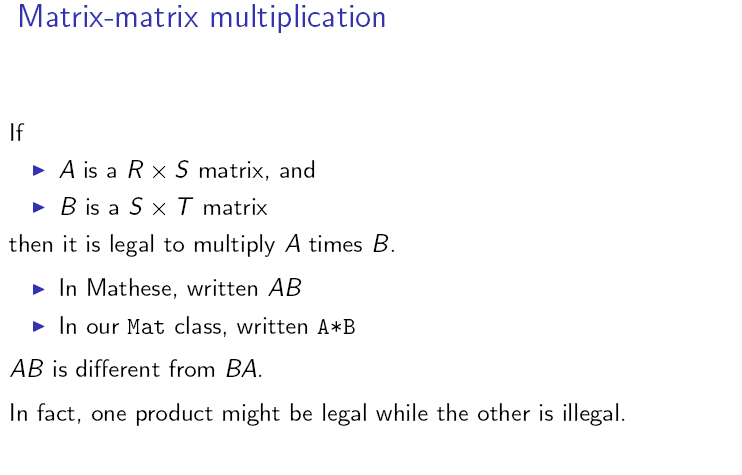 Matrix-matrix multiplication
If
▶ A is a R × S matrix, and
▶ B is a S × T matrix
then it is legal to multiply A times B.
▶ In Mathese, written AB
▶ In our Mat class, written A*B
AB is different from BA.
In fact, one product might be legal while the other is illegal.